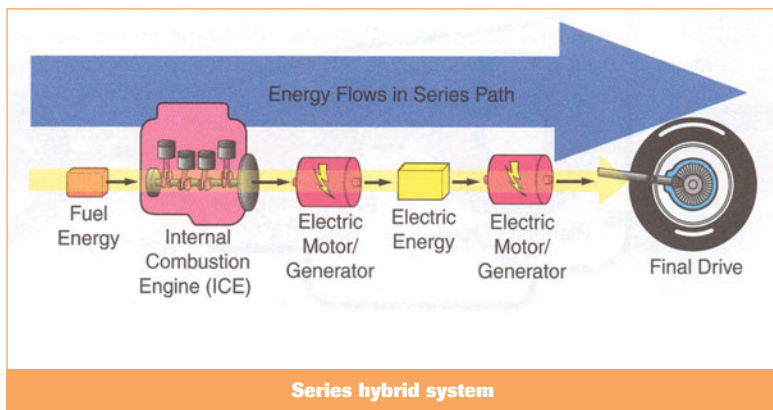 Energy Flows in Series Path
Fuel
Energy
Internal
Combustion
Engine (ICE)
Electric
Motor/
Generator
Electric
Energy
Electric
Motor/
Generator
Final Drive
Series hybrid system